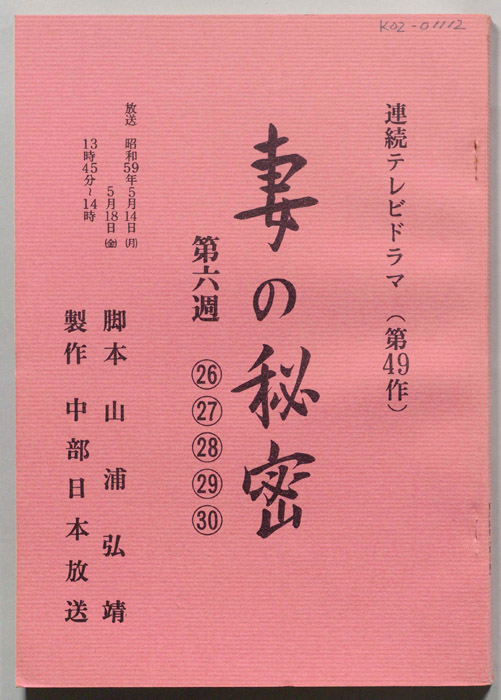 K02-01112
連続テレビドラマ（第49作）
妻の秘密
第六週 ㉖㉗㉘㉙㉚
放送 昭和59年5月14日㈪
5月18日㈮
13時45分~14時
脚本 山浦弘靖
製作 中部日本放送